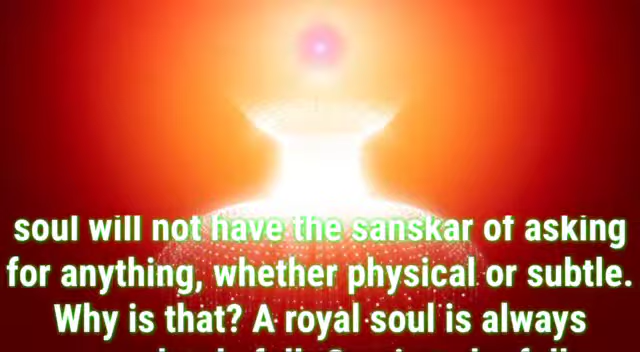 soul will not have the sanskar of asking
for anything, whether physical or subtle.
Why is that? A royal soul is always